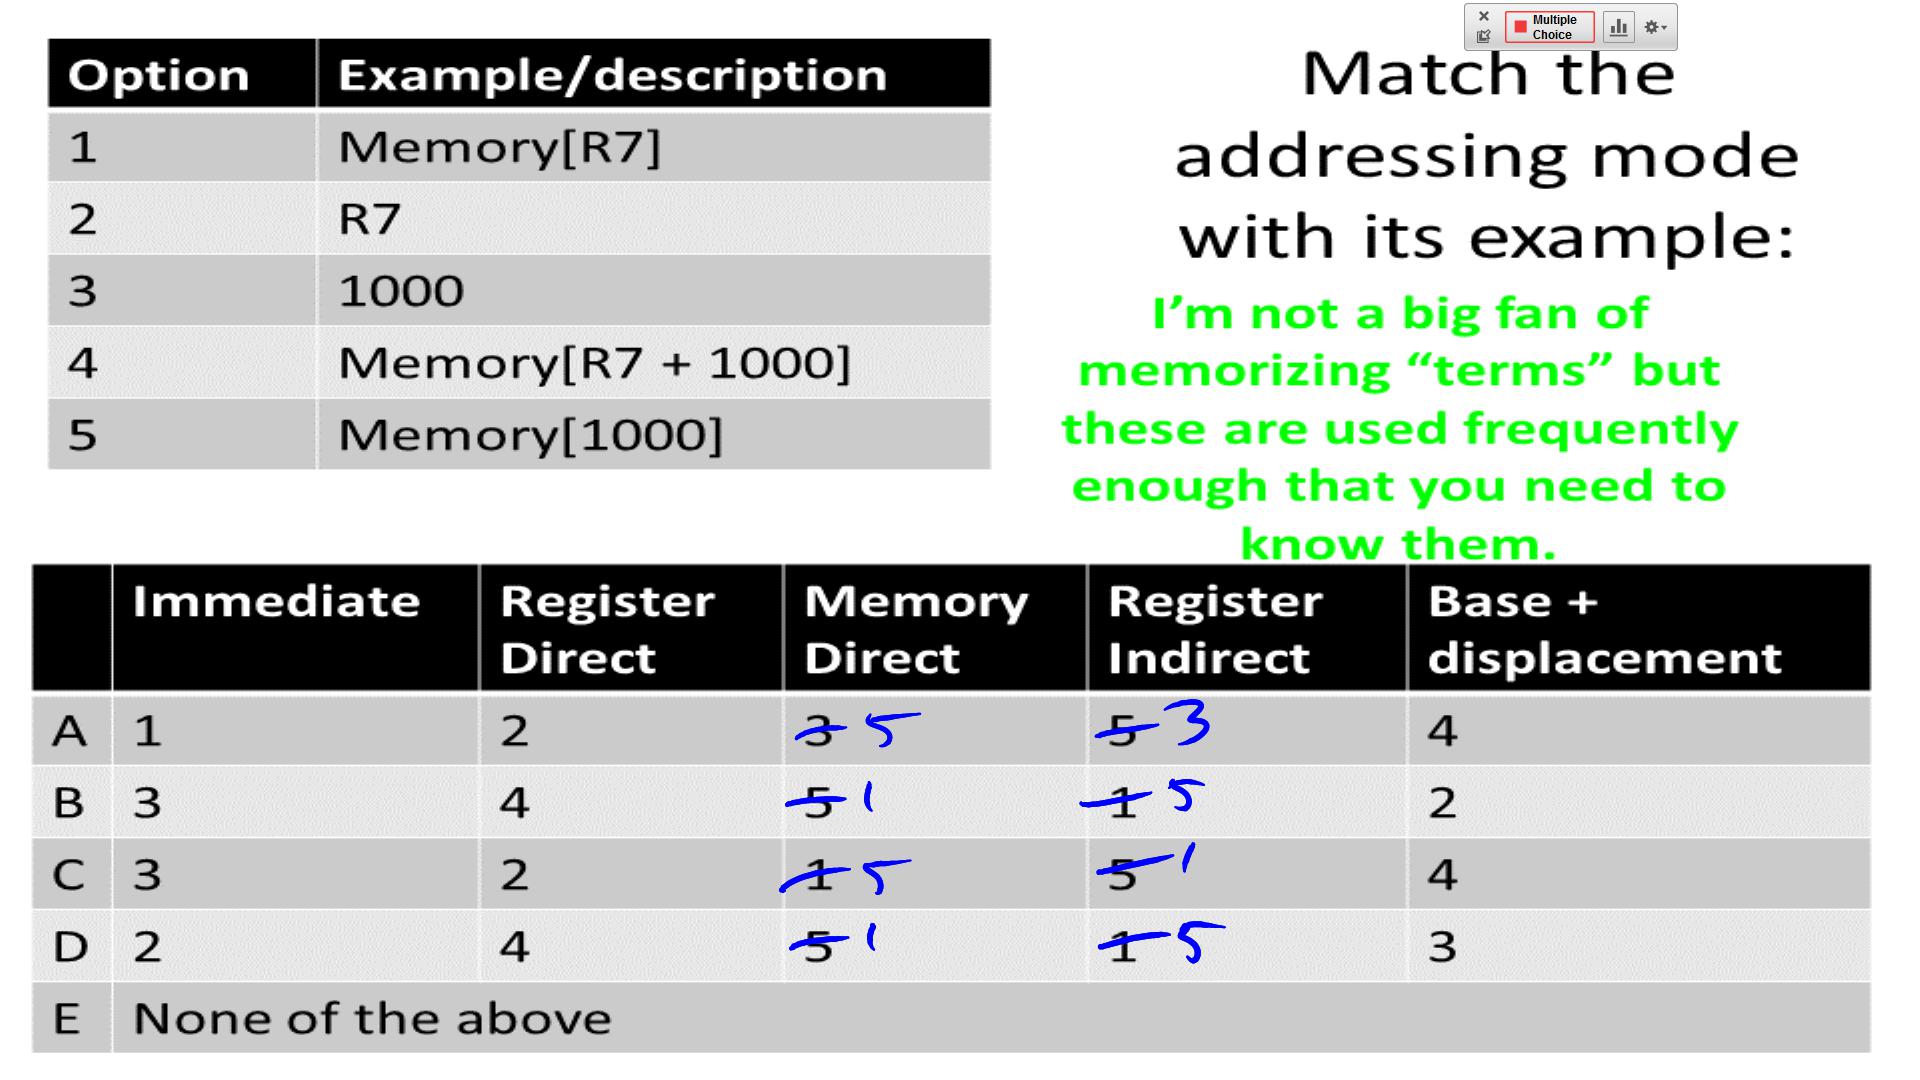 Multiple
Choice
Option Example/description
1 Memory[R7]
2 R7
3 1000
4 Memory[R7 + 1000]
5 Memory[1000]
Match the
addressing mode
with its example:
I’m not a big fan of
memorizing “terms” but
these are used frequently
enough that you need to
know them.
Immediate Register Direct Memory Direct Register Indirect Base + displacement
A 1 2 3 5 5 3 4
B 3 4 5 1 1 5 2
C 3 2 1 5 5 1 4
D 2 4 5 1 1 5 3
E None of the above